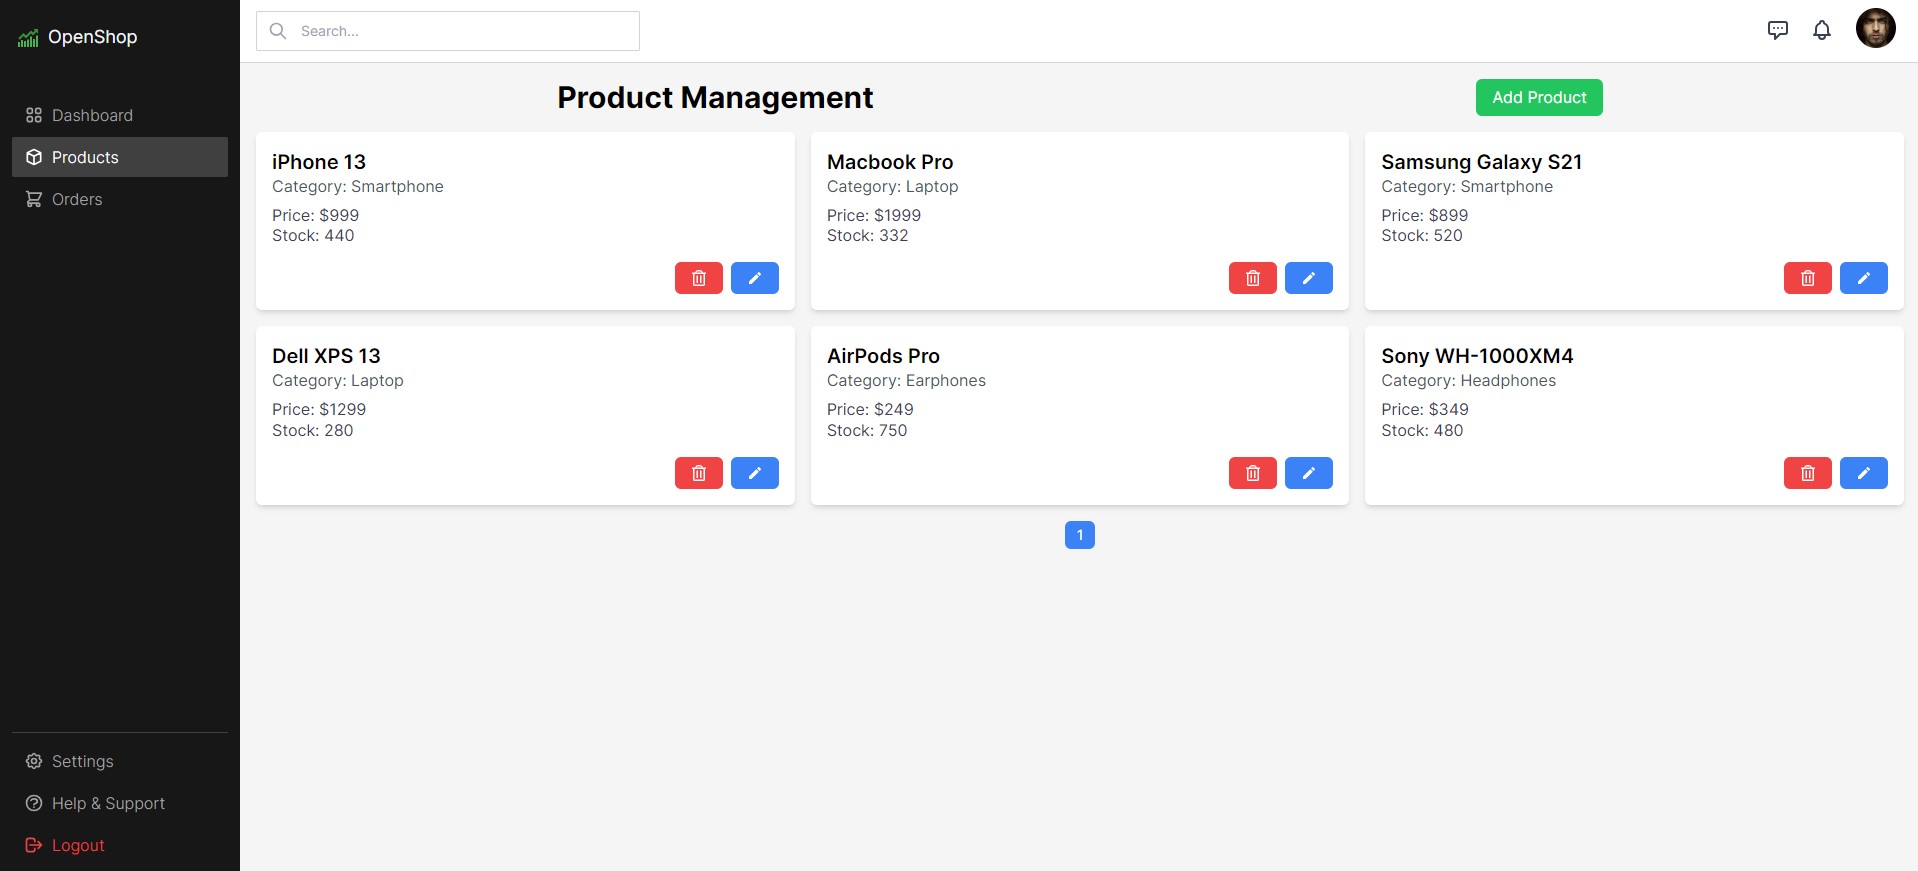 OpenShop
Search...
Dashboard
Products
Orders
Settings
Help & Support
Logout
Product Management
Add Product
iPhone 13
Category: Smartphone
Price: $999
Stock: 440
Macbook Pro
Category: Laptop
Price: $1999
Stock: 332
Samsung Galaxy S21
Category: Smartphone
Price: $899
Stock: 520
Dell XPS 13
Category: Laptop
Price: $1299
Stock: 280
AirPods Pro
Category: Earphones
Price: $249
Stock: 750
Sony WH-1000XM4
Category: Headphones
Price: $349
Stock: 480
1